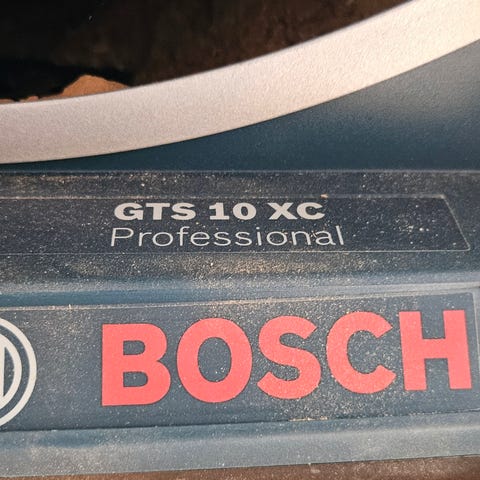 GTS 10 XC
Professional
BOSCH